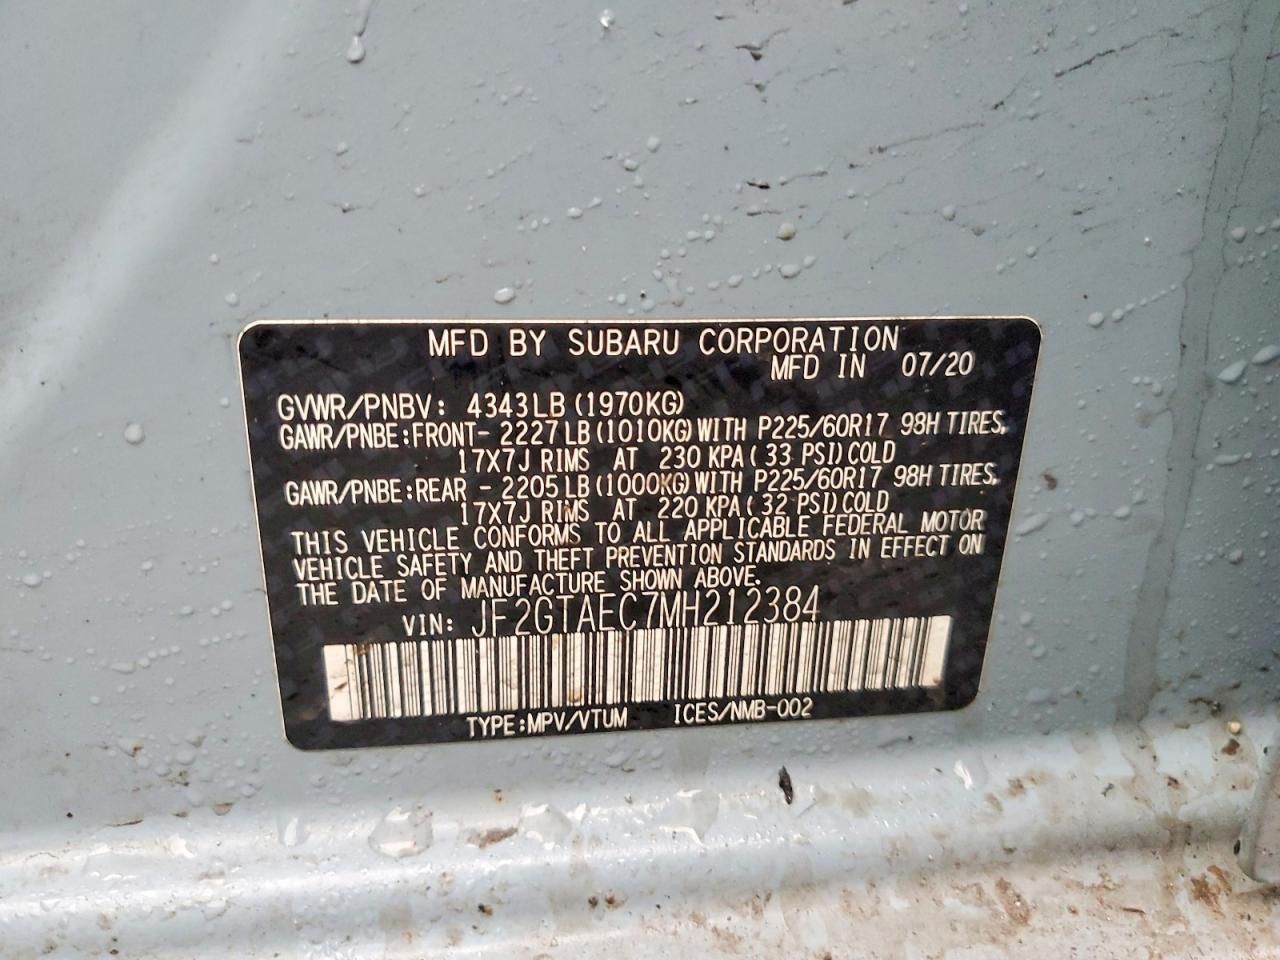 MFD BY SUBARU CORPORATION
MFD IN 07/20
GVWR/PNBV: 4343LB (1970KG)
GAWR/PNBE:FRONT- 2227LB (1010KG) WITH P225/60R17 98H TIRES,
17X7J RIMS AT 230 KPA ( 33 PSI) COLD
GAWR/PNBE:REAR - 2205LB (1000KG) WITH P225/60R17 98H TIRES,
17X7J RIMS AT 220 KPA ( 32 PSI) COLD
THIS VEHICLE CONFORMS TO ALL APPLICABLE FEDERAL MOTOR
VEHICLE SAFETY AND THEFT PREVENTION STANDARDS IN EFFECT ON
THE DATE OF MANUFACTURE SHOWN ABOVE.
VIN: JF2GTAEC7MH212384
TYPE:MPV/VTUM ICES/NMB-002